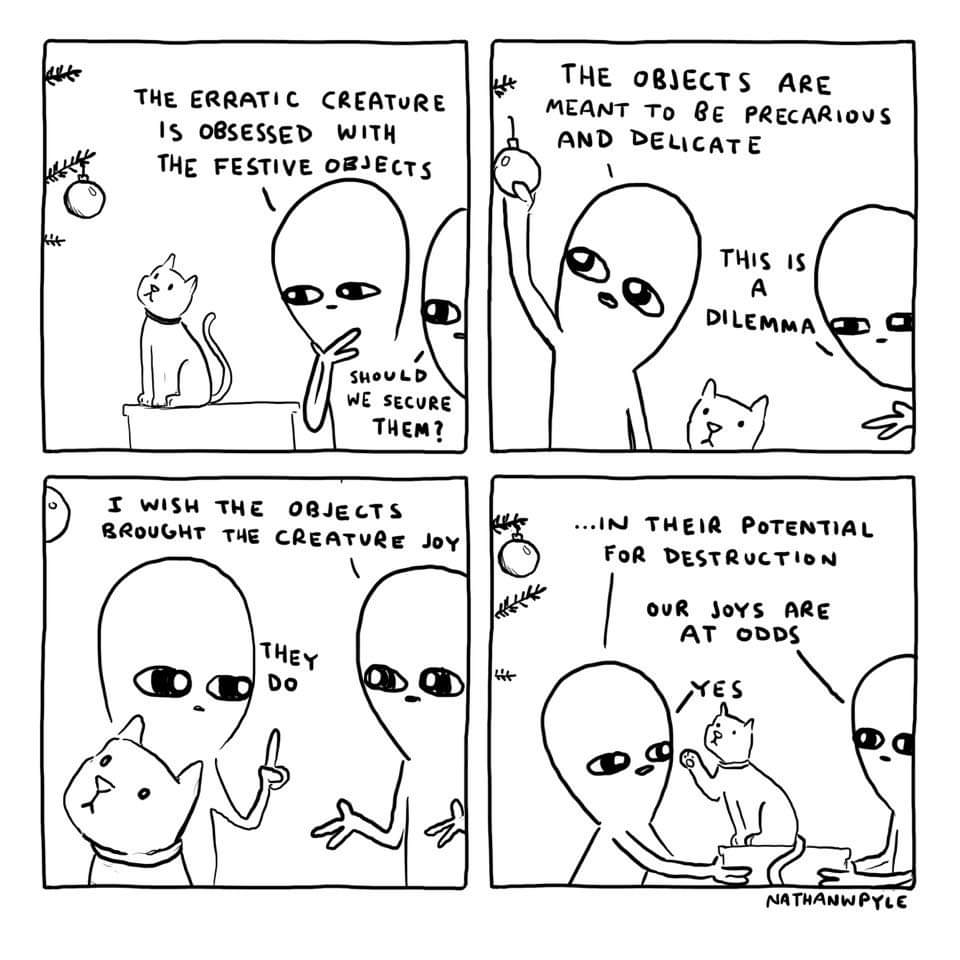 THE ERRATIC CREATURE
IS OBSESSED WITH
THE FESTIVE OBJECTS
SHOULD
WE SECURE
THEM?
THE OBJECTS ARE
MEANT TO BE PRECARIOUS
AND DELICATE
THIS IS
A
DILEMMA
I WISH THE OBJECTS
BROUGHT THE CREATURE JOY
THEY
DO
...IN THEIR POTENTIAL
FOR DESTRUCTION
OUR JOYS ARE
AT ODDS
YES
NATHANWPYLE